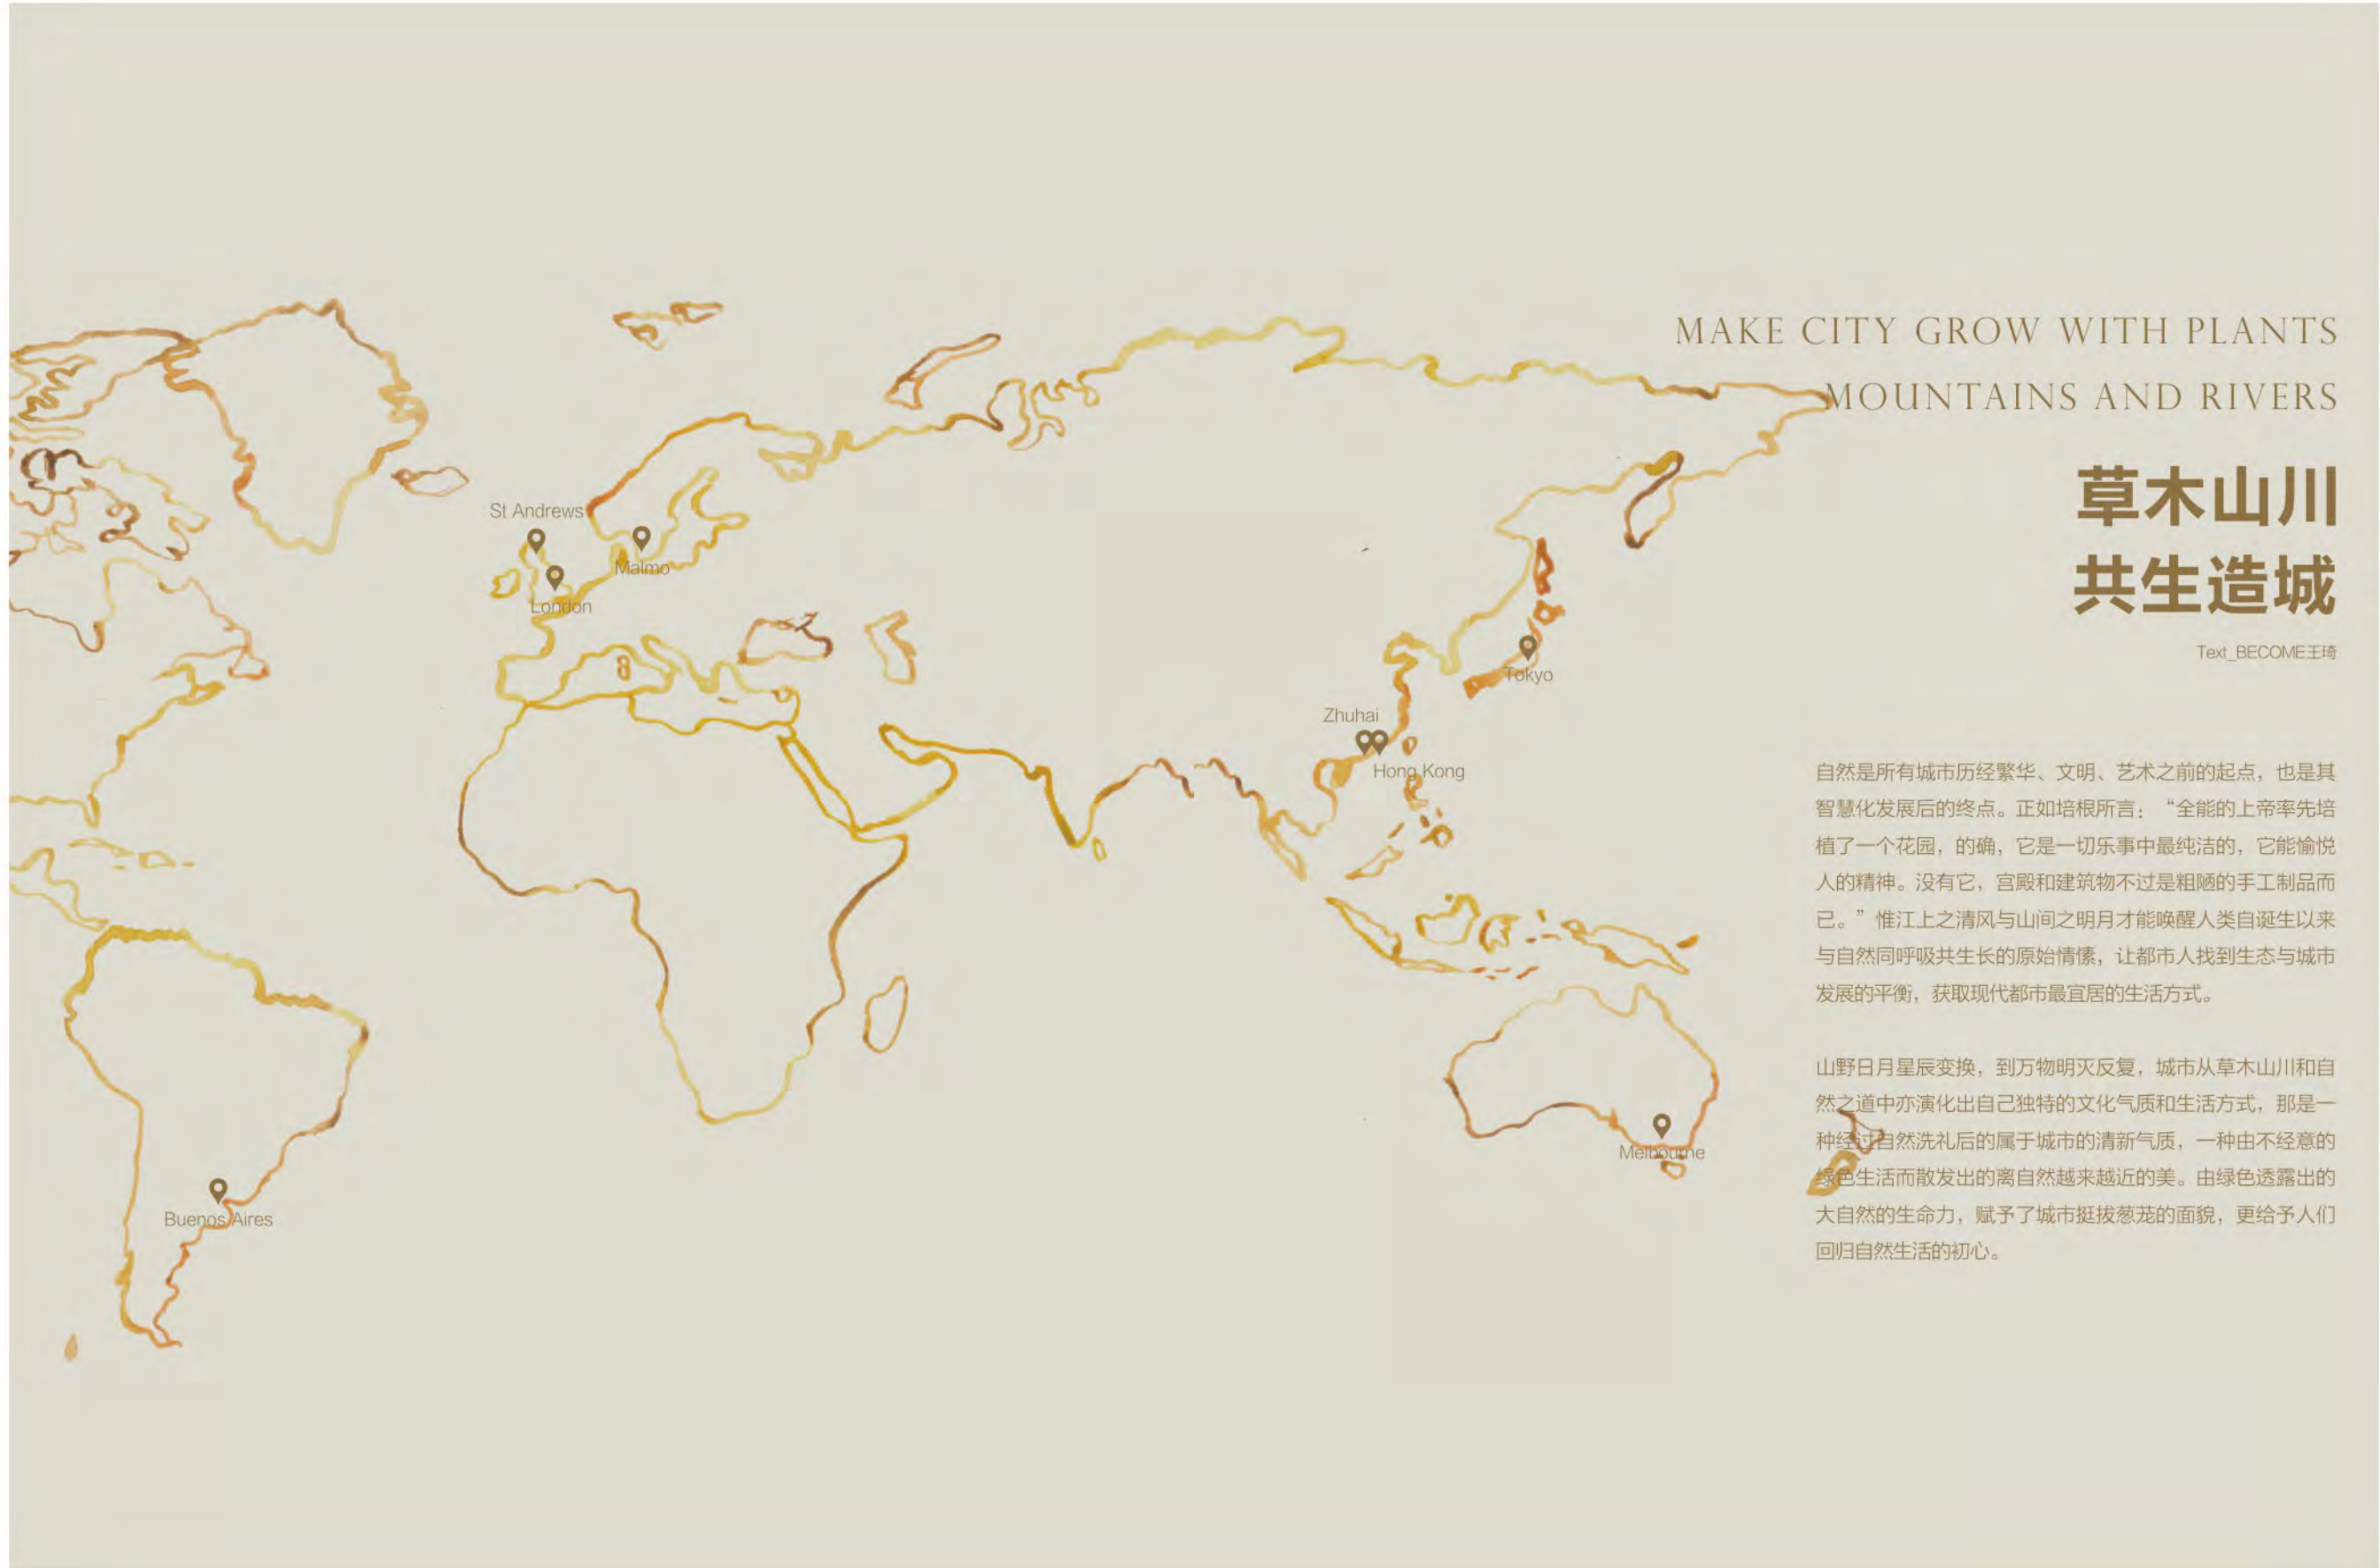 MAKE CITY GROW WITH PLANTS
MOUNTAINS AND RIVERS
草木山川
共生造城
Text_BECOME王琦
St Andrews
Malmo
London
Tokyo
Zhuhai
Hong Kong
Melbourne
Buenos Aires
自然是所有城市历经繁华、文明、艺术之前的起点，也是其
智慧化发展后的终点。正如培根所言：“全能的上帝率先培
植了一个花园，的确，它是一切乐事中最纯洁的，它能愉悦
人的精神。没有它，宫殿和建筑物不过是粗陋的手工制品而
已。”惟江上之清风与山间之明月才能唤醒人类自诞生以来
与自然同呼吸共生长的原始情愫，让都市人找到生态与城市
发展的平衡，获取现代都市最宜居的生活方式。
山野日月星辰变换，到万物明灭反复，城市从草木山川和自
然之道中亦演化出自己独特的文化气质和生活方式，那是一
种经过自然洗礼后的属于城市的清新气质，一种由不经意的
绿色生活而散发出的离自然越来越近的美。由绿色透露出的
大自然的生命力，赋予了城市挺拔葱茏的面貌，更给予人们
回归自然生活的初心。